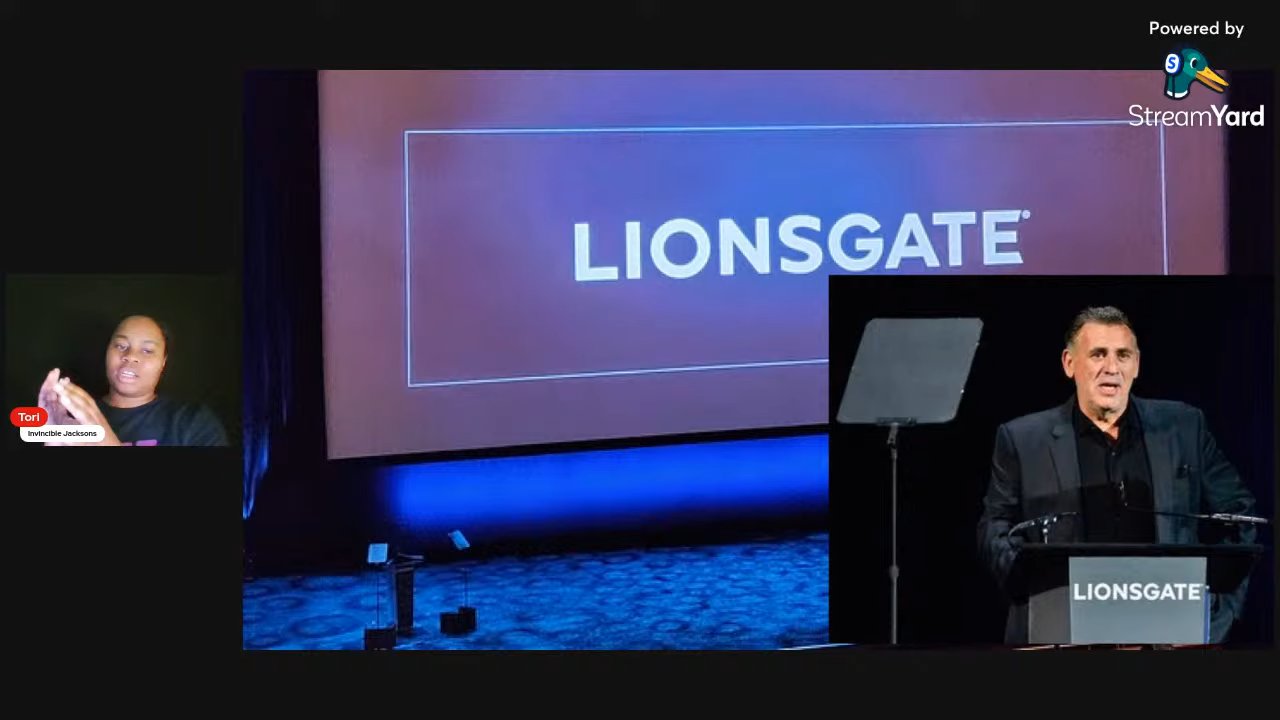 Powered by
S
StreamYard
LIONSGATE
Tori
Invincible Jacksons
LIONSGATE